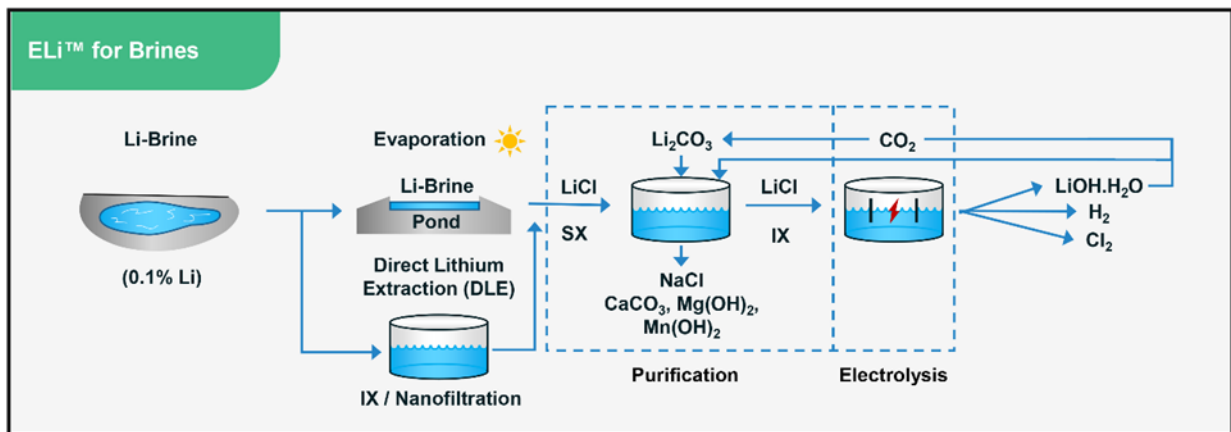 ELi™ for Brines
Li-Brine
(0.1% Li)
Evaporation
Li-Brine
Pond
Direct Lithium
Extraction (DLE)
IX / Nanofiltration
LiCl
SX
Li₂CO₃
NaCl
CaCO₃, Mg(OH)₂,
Mn(OH)₂
LiCl
IX
Purification
CO₂
Electrolysis
LiOH.H₂O
H₂
Cl₂